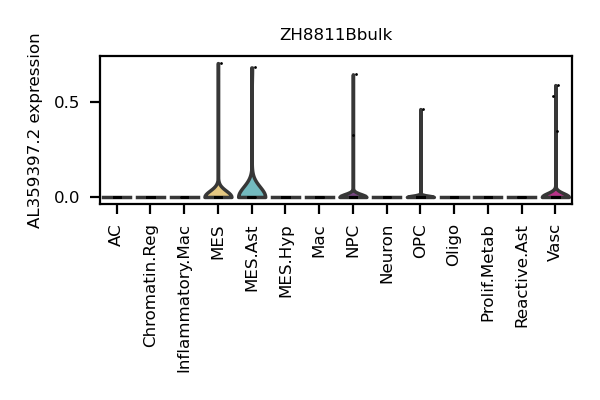 ZH8811Bbulk
AL359397.2 expression
0.5
0.0
AC
Chromatin.Reg
Inflammatory.Mac
MES
MES.Ast
MES.Hyp
Mac
NPC
Neuron
OPC
Oligo
Prolif.Metab
Reactive.Ast
Vasc